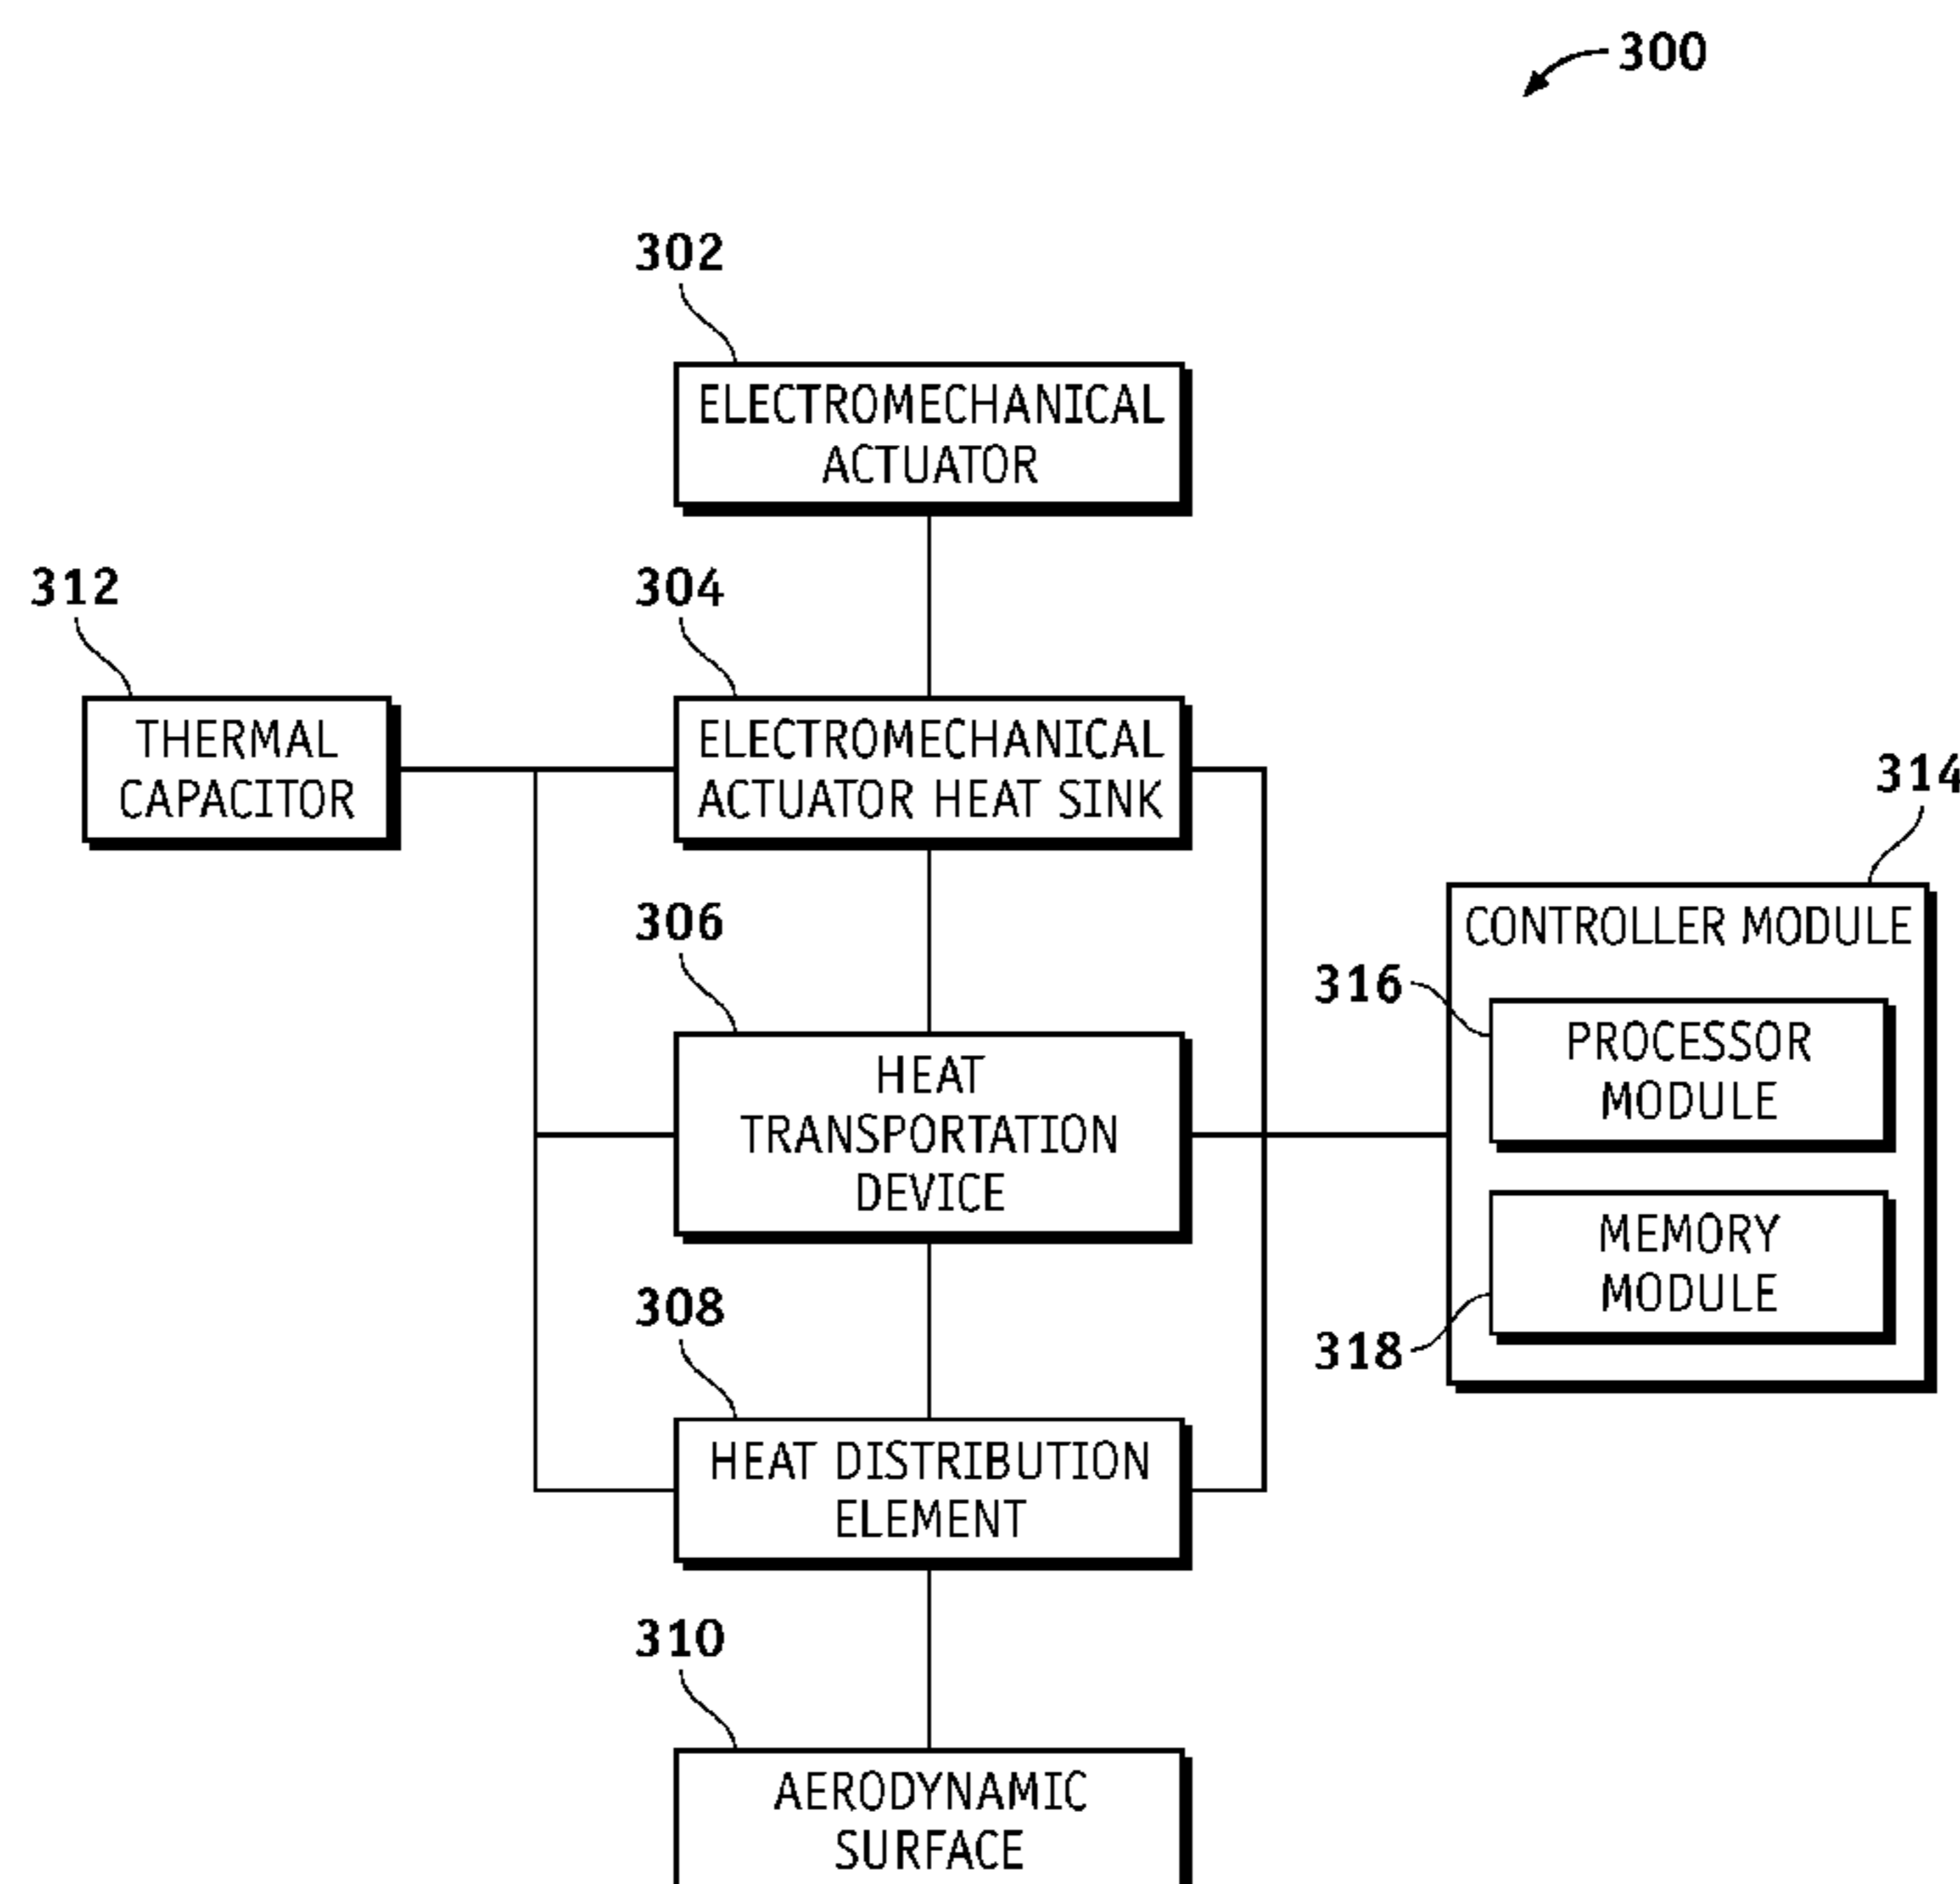 300
302
ELECTROMECHANICAL
ACTUATOR
312
304
THERMAL
CAPACITOR
ELECTROMECHANICAL
ACTUATOR HEAT SINK
314
306
CONTROLLER MODULE
316
HEAT
TRANSPORTATION
DEVICE
PROCESSOR
MODULE
308
318
MEMORY
MODULE
HEAT DISTRIBUTION
ELEMENT
310
AERODYNAMIC
SURFACE